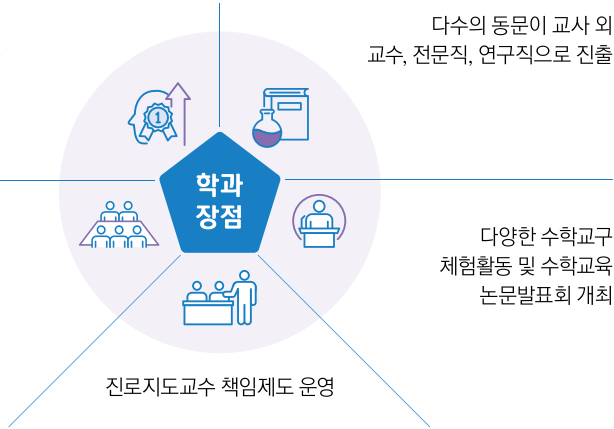 다수의 동문이 교사 외
교수, 전문직, 연구직으로 진출
1
학과
장점
다양한 수학교구
체험활동 및 수학교육
논문발표회 개최
진로지도교수 책임제도 운영